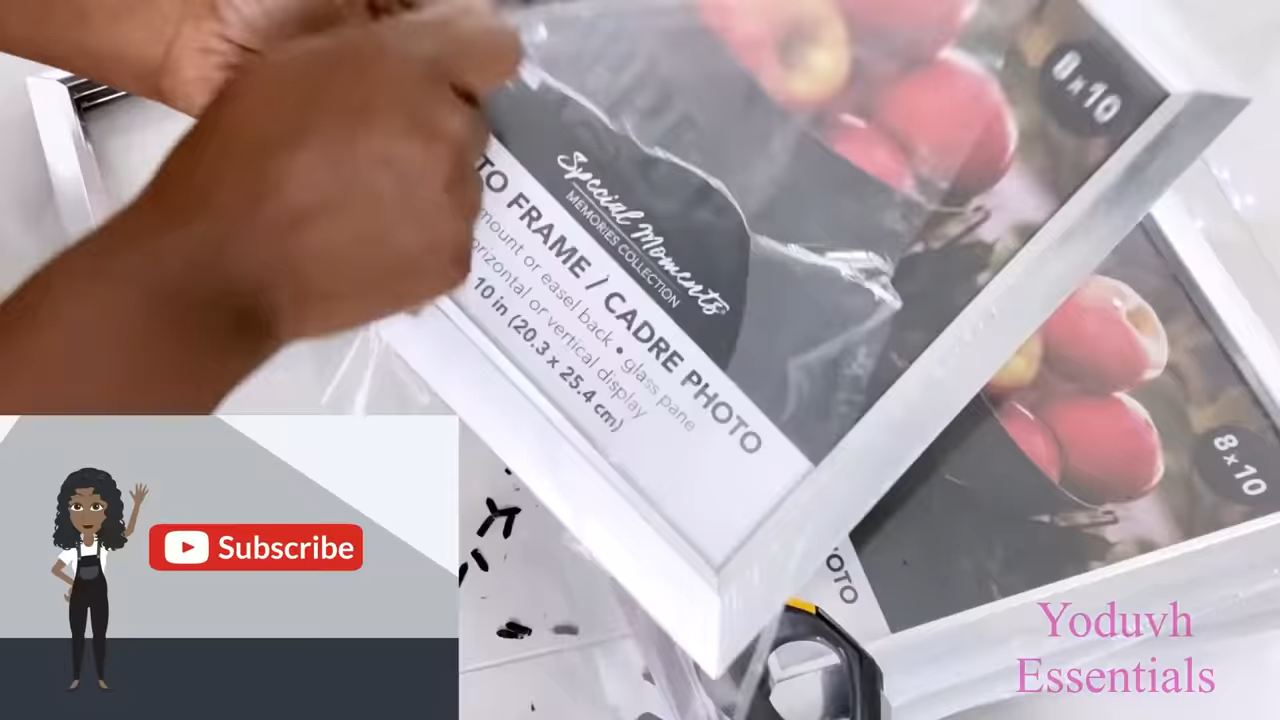 8x10
Special Moments
MEMORIES COLLECTION
TO FRAME / CADRE PHOTO
mount or easel back • glass pane
horizontal or vertical display
10 in (20.3 x 25.4 cm)
8x10
OTO
Subscribe
Yoduvh
Essentials